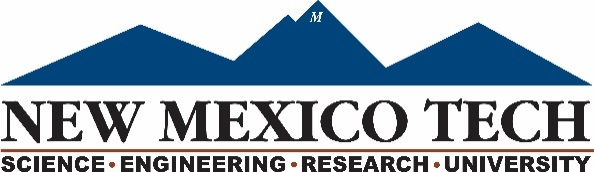 M
NEW MEXICO TECH
SCIENCE • ENGINEERING • RESEARCH • UNIVERSITY